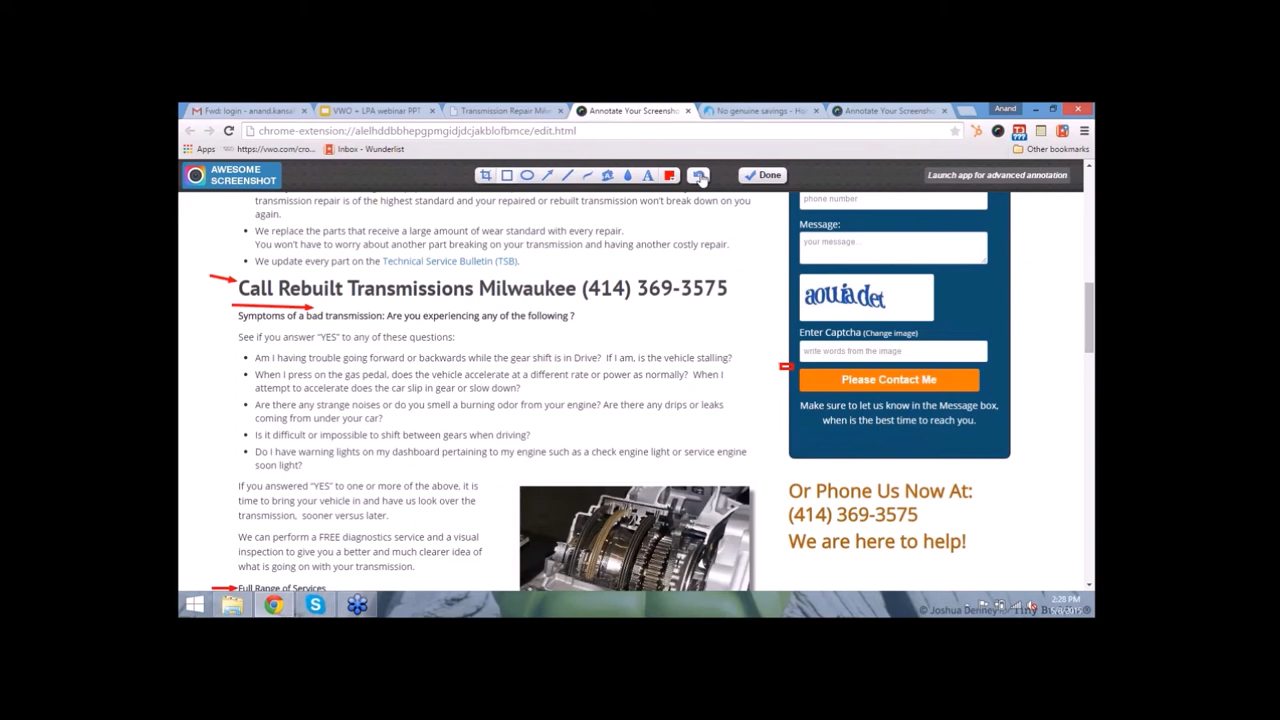 Fwd: login - anand.kansal
VWO + LPA webinar PPT
Transmission Repair Milw
Annotate Your Screensho
No genuine savings - Ho
Annotate Your Screensho
Anand
chrome-extension://alelhddbbhepgpmgidjdcjakblofbmce/edit.html
Apps
https://vwo.com/cro...
Inbox - Wunderlist
Other bookmarks
AWESOME
SCREENSHOT
A
Done
Launch app for advanced annotation
transmission repair is of the highest standard and your repaired or rebuilt transmission won't break down on you
again.
We replace the parts that receive a large amount of wear standard with every repair.
You won't have to worry about another part breaking on your transmission and having another costly repair.
We update every part on the Technical Service Bulletin (TSB).
Call Rebuilt Transmissions Milwaukee (414) 369-3575
Symptoms of a bad transmission: Are you experiencing any of the following ?
See if you answer "YES" to any of these questions:
Am I having trouble going forward or backwards while the gear shift is in Drive? If I am, is the vehicle stalling?
When I press on the gas pedal, does the vehicle accelerate at a different rate or power as normally? When I
attempt to accelerate does the car slip in gear or slow down?
Are there any strange noises or do you smell a burning odor from your engine? Are there any drips or leaks
coming from under your car?
Is it difficult or impossible to shift between gears when driving?
Do I have warning lights on my dashboard pertaining to my engine such as a check engine light or service engine
soon light?
If you answered "YES" to one or more of the above, it is
time to bring your vehicle in and have us look over the
transmission, sooner versus later.
We can perform a FREE diagnostics service and a visual
inspection to give you a better and much clearer idea of
what is going on with your transmission.
Full Range of Services
phone number
Message:
your message
Enter Captcha (Change image)
write words from the image
Please Contact Me
Make sure to let us know in the Message box,
when is the best time to reach you.
Or Phone Us Now At:
(414) 369-3575
We are here to help!
2:28 PM
© Joshua Denney